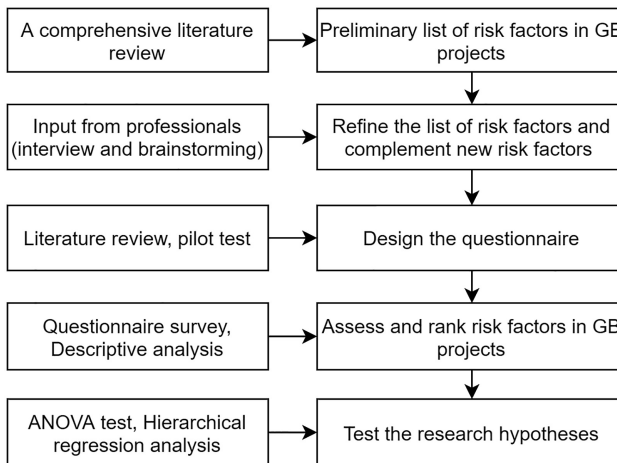 A comprehensive literature
review
Preliminary list of risk factors in GB
projects
Input from professionals
(interview and brainstorming)
Refine the list of risk factors and
complement new risk factors
Literature review, pilot test
Design the questionnaire
Questionnaire survey,
Descriptive analysis
Assess and rank risk factors in GB
projects
ANOVA test, Hierarchical
regression analysis
Test the research hypotheses